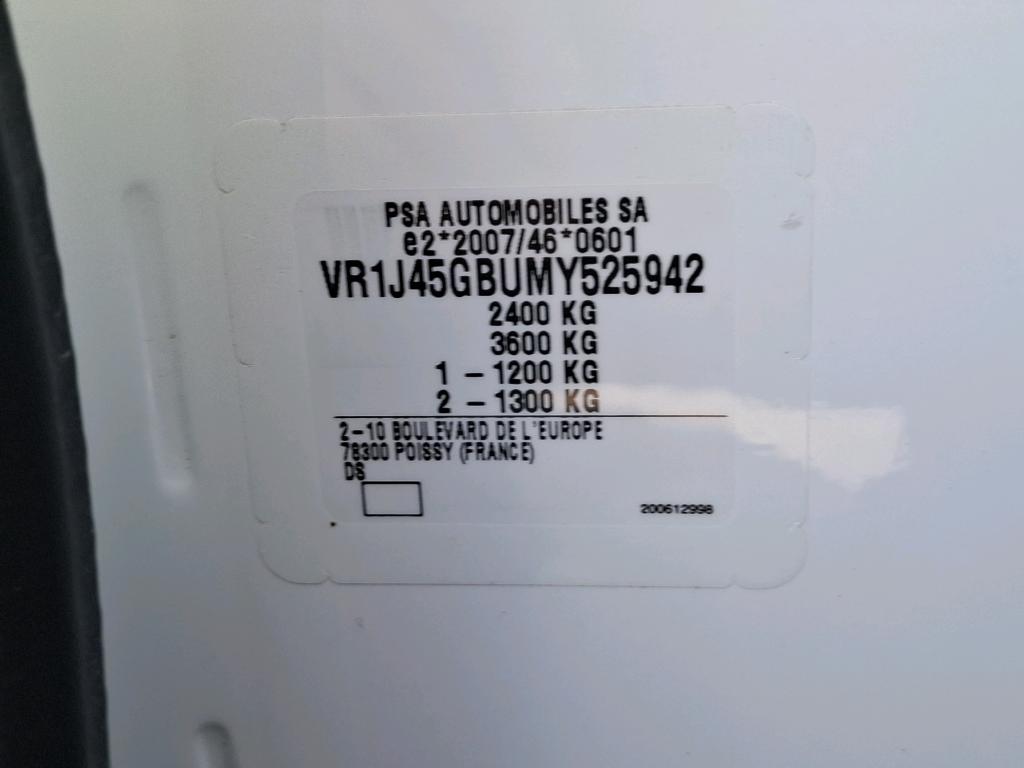 PSA AUTOMOBILES SA
e2*2007/46*0601
VR1J45GBUMY525942
2400 KG
3600 KG
1 - 1200 KG
2 - 1300 KG
2-10 BOULEVARD DE L'EUROPE
78300 POISSY (FRANCE)
DS
200612998